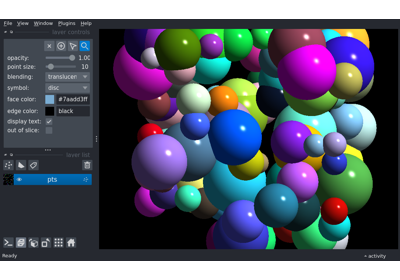 File View Window Plugins Help
layer controls
opacity: 1.00
point size: 10
blending: translucen
symbol: disc
face color: #7aadd3ff
edge color: black
display text: ✓
out of slice:
layer list
pts
Ready activity